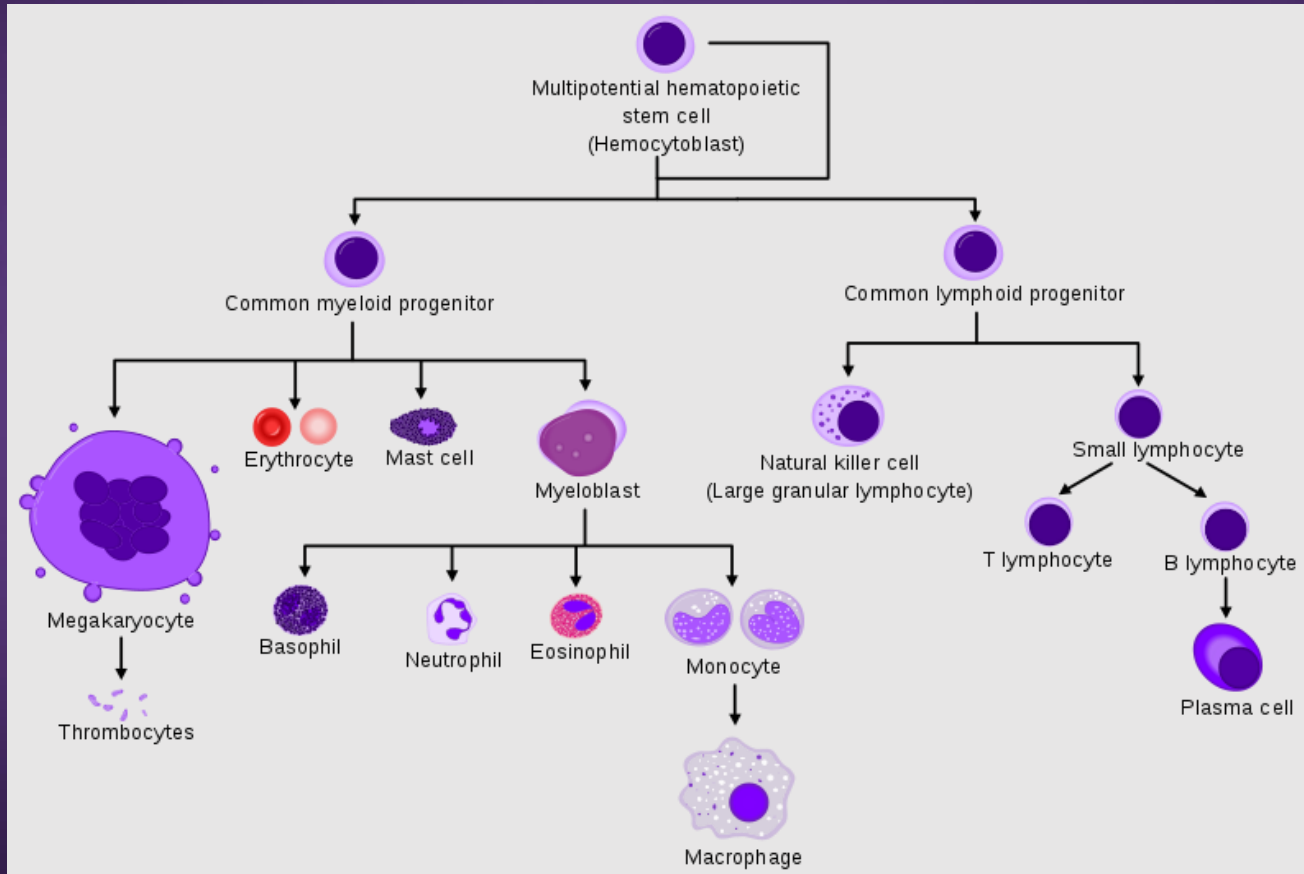 Multipotential hematopoietic
stem cell
(Hemocytoblast)
Common myeloid progenitor
Common lymphoid progenitor
Erythrocyte
Mast cell
Myeloblast
Natural killer cell
(Large granular lymphocyte)
Small lymphocyte
T lymphocyte
B lymphocyte
Megakaryocyte
Basophil
Neutrophil
Eosinophil
Monocyte
Plasma cell
Thrombocytes
Macrophage